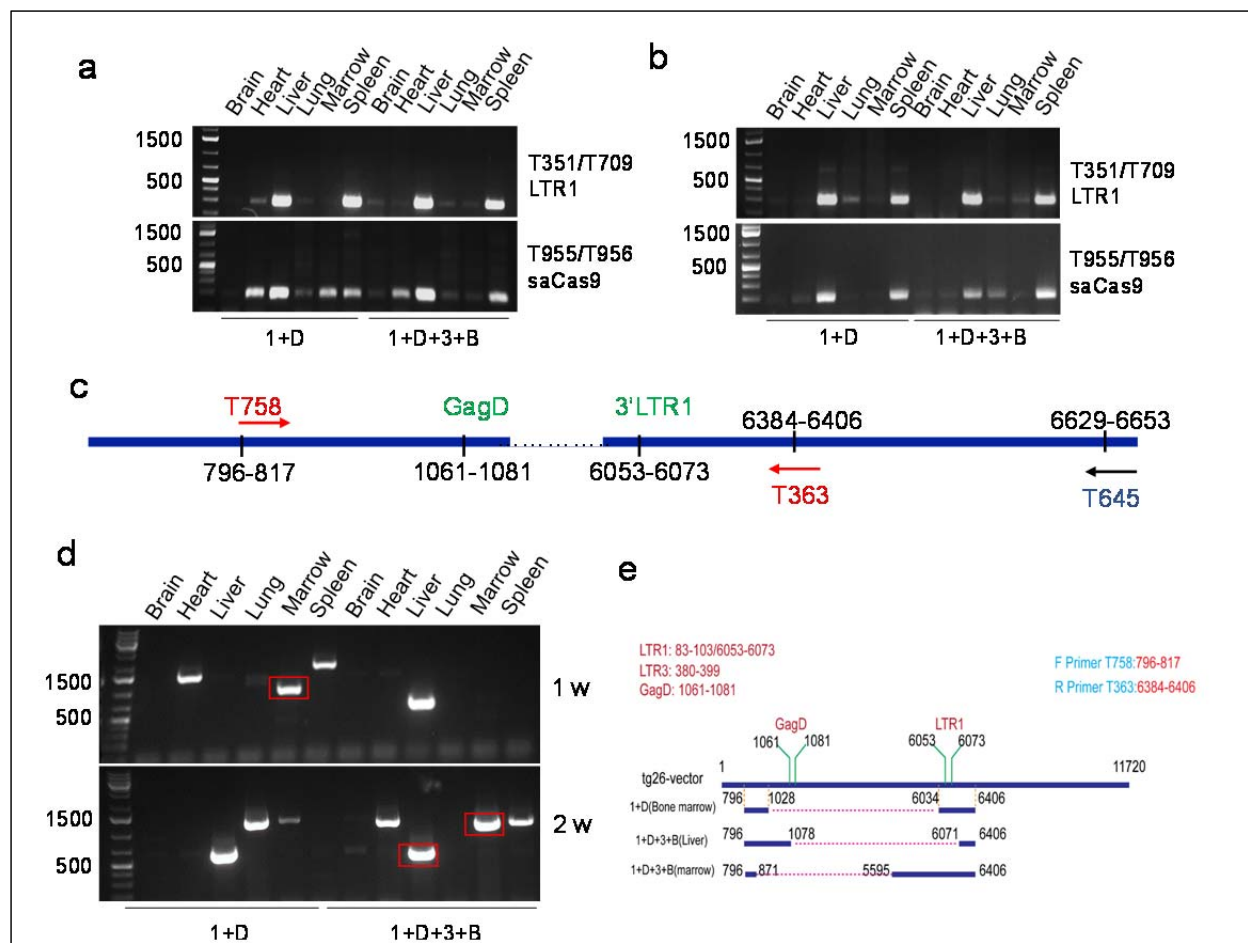 a
Brain Heart Liver Lung Marrow Spleen Brain Heart Liver Lung Marrow Spleen
1500
500
T351/T709
LTR1
1500
500
T955/T956
saCas9
1+D 1+D+3+B
b
Brain Heart Liver Lung Marrow Spleen Brain Heart Liver Lung Marrow Spleen
1500
500
T351/T709
LTR1
1500
500
T955/T956
saCas9
1+D 1+D+3+B
c
T758 GagD 3'LTR1 6384-6406 6629-6653
796-817 1061-1081 6053-6073
T363 T645
d
Brain Heart Liver Lung Marrow Spleen Brain Heart Liver Lung Marrow Spleen
1500
500
1 w
1500
500
2 w
1+D 1+D+3+B
e
LTR1: 83-103/6053-6073
LTR3: 380-399
GagD: 1061-1081
F Primer T758:796-817
R Primer T363:6384-6406
GagD LTR1
1061 1081 6053 6073
1 11720
tg26-vector
1+D(Bone marrow) 796 1028 6034 6406
1+D+3+B(Liver) 796 1078 6071 6406
1+D+3+B(marrow) 796 871 5595 6406